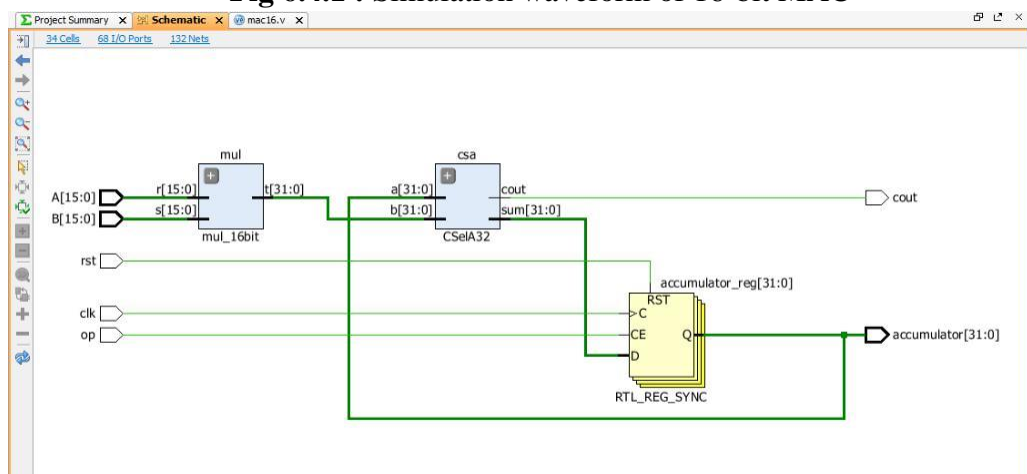 Fig 6.4.2 : Simulation waveform of 16-bit MAC
Project Summary
Schematic
mac16.v
34 Cells 68 I/O Ports 132 Nets
mul
csa
A[15:0]
r[15:0]
t[31:0]
a[31:0]
cout
cout
B[15:0]
s[15:0]
b[31:0]
sum[31:0]
mul_16bit
CSelA32
rst
accumulator_reg[31:0]
RST
clk
C
op
CE
Q
accumulator[31:0]
D
RTL_REG_SYNC